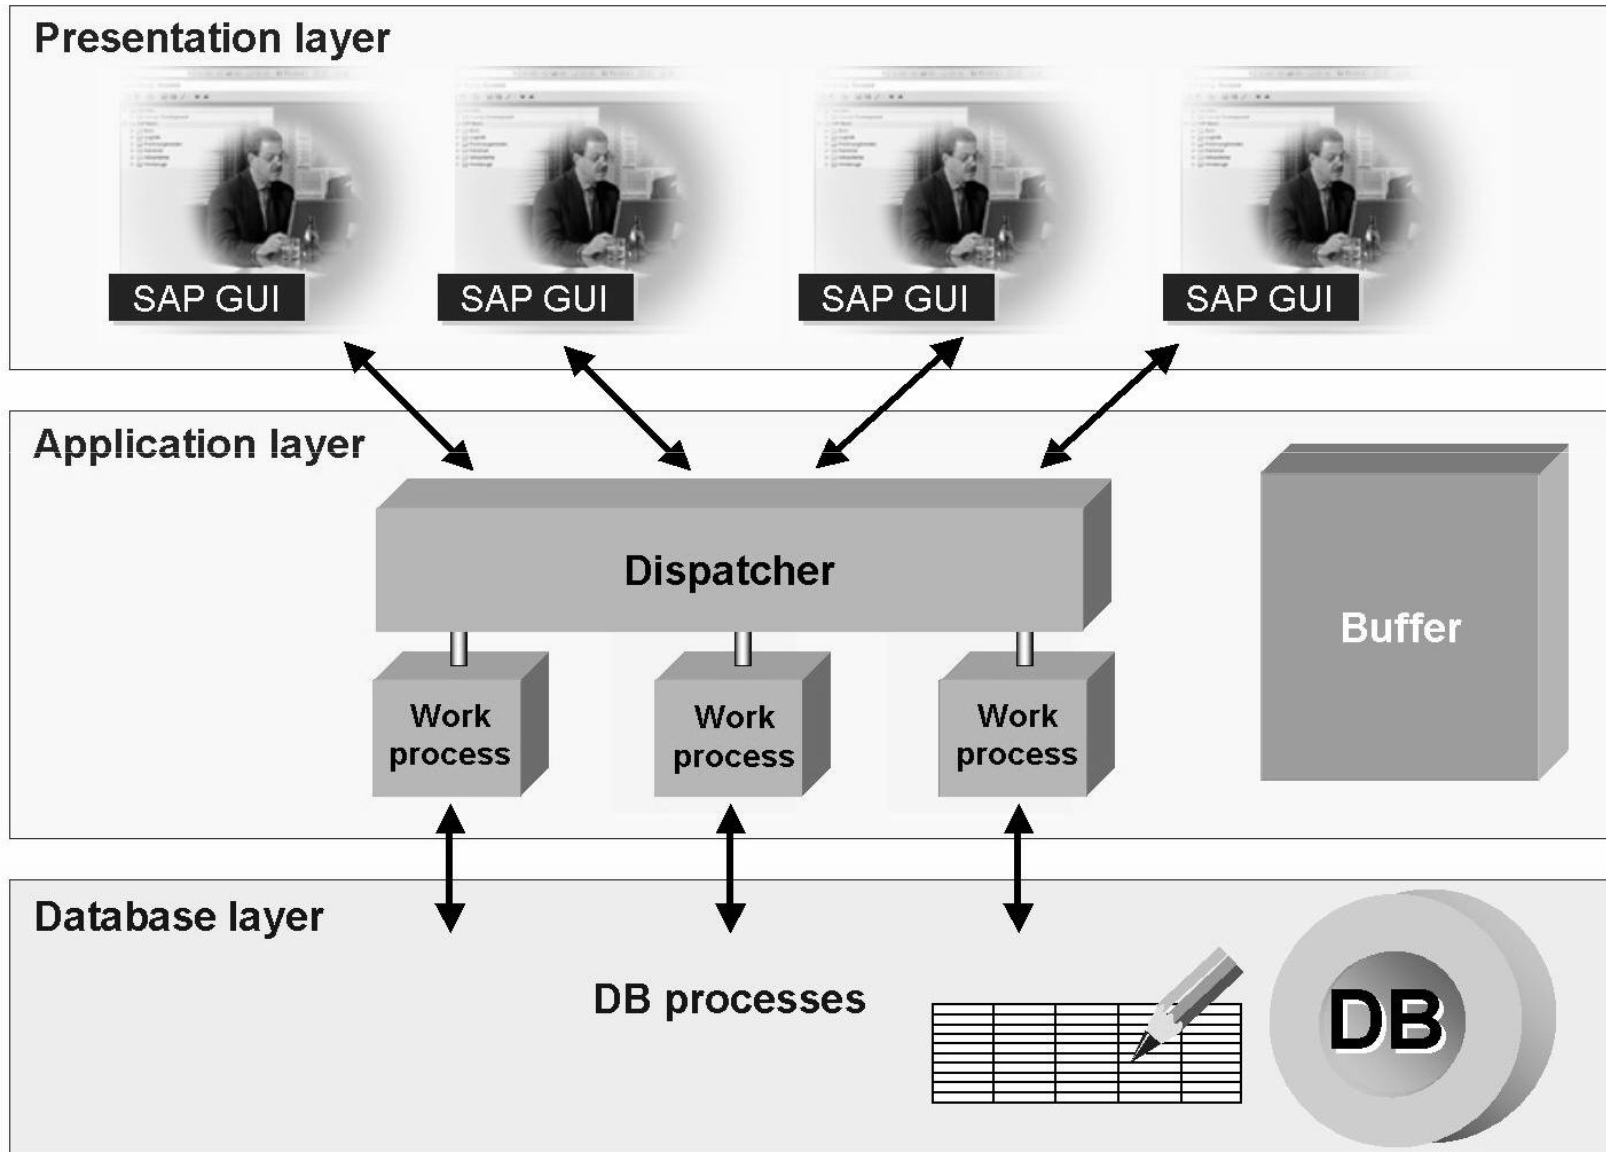 Presentation layer
SAP GUI
SAP GUI
SAP GUI
SAP GUI
Application layer
Dispatcher
Buffer
Work
process
Work
process
Work
process
Database layer
DB processes
DB